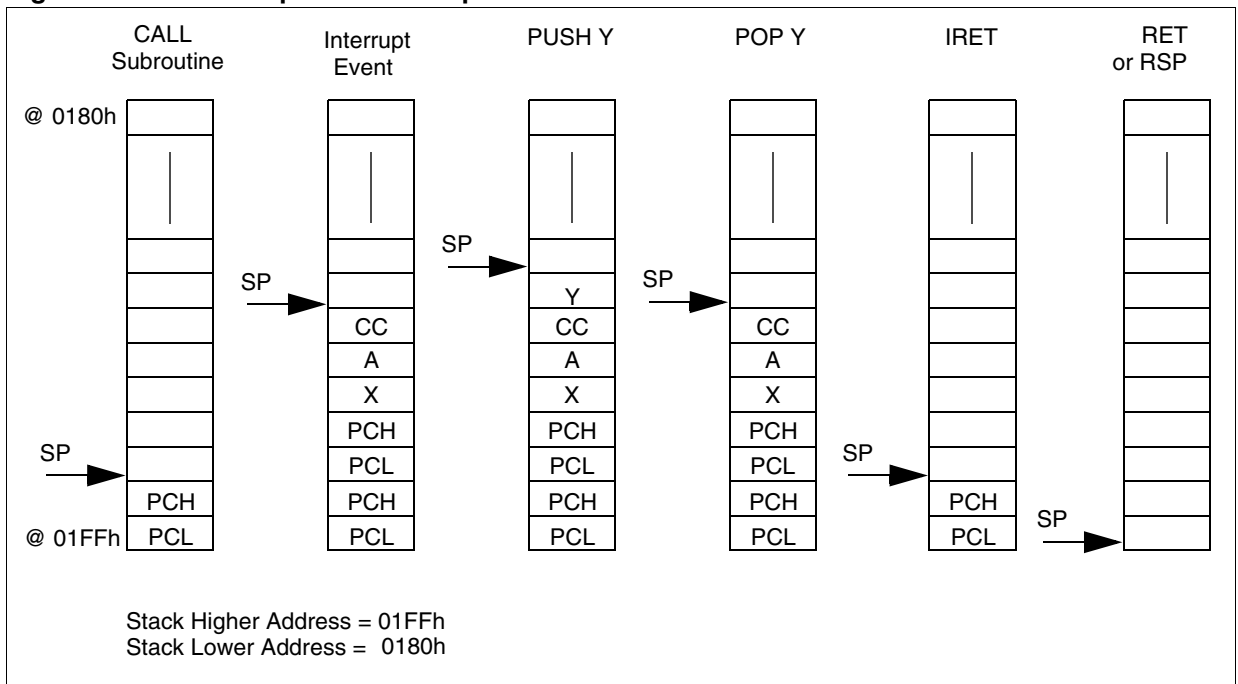 CALL
Subroutine
Interrupt
Event
PUSH Y
POP Y
IRET
RET
or RSP
@ 0180h
SP
PCH
@ 01FFh PCL
SP
CC
A
X
PCH
PCL
PCH
PCL
SP
Y
CC
A
X
PCH
PCL
PCH
PCL
SP
CC
A
X
PCH
PCL
PCH
PCL
SP
PCH
PCL
SP
Stack Higher Address = 01FFh
Stack Lower Address = 0180h